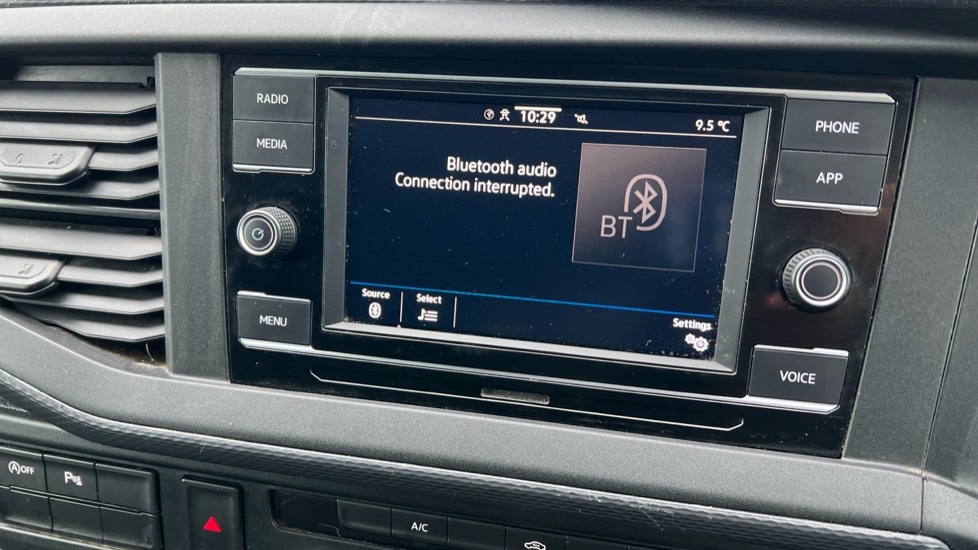 RADIO
MEDIA
MENU
10:29
9.5 °C
Bluetooth audio
Connection interrupted.
BT
Source
Select
Settings
PHONE
APP
VOICE
A OFF
P
A/C